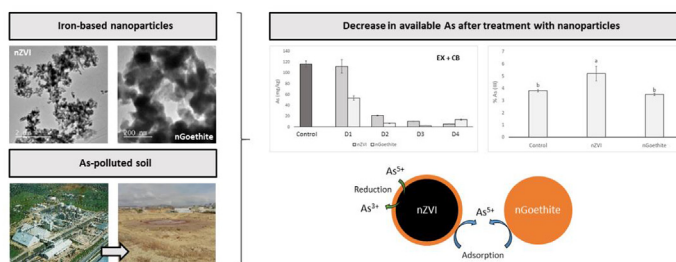 Iron-based nanoparticles
nZVI
200 nm
nGoethite
As-polluted soil
Decrease in available As after treatment with nanoparticles
EX + CB
As (mg/kg)
140
120
100
80
60
40
20
0
Control
D1
D2
D3
D4
nZVI
nGoethite
% As (III)
7
6
5
4
3
2
1
0
b
a
b
Control
nZVI
nGoethite
As5+
Reduction
As3+
nZVI
As5+
nGoethite
Adsorption